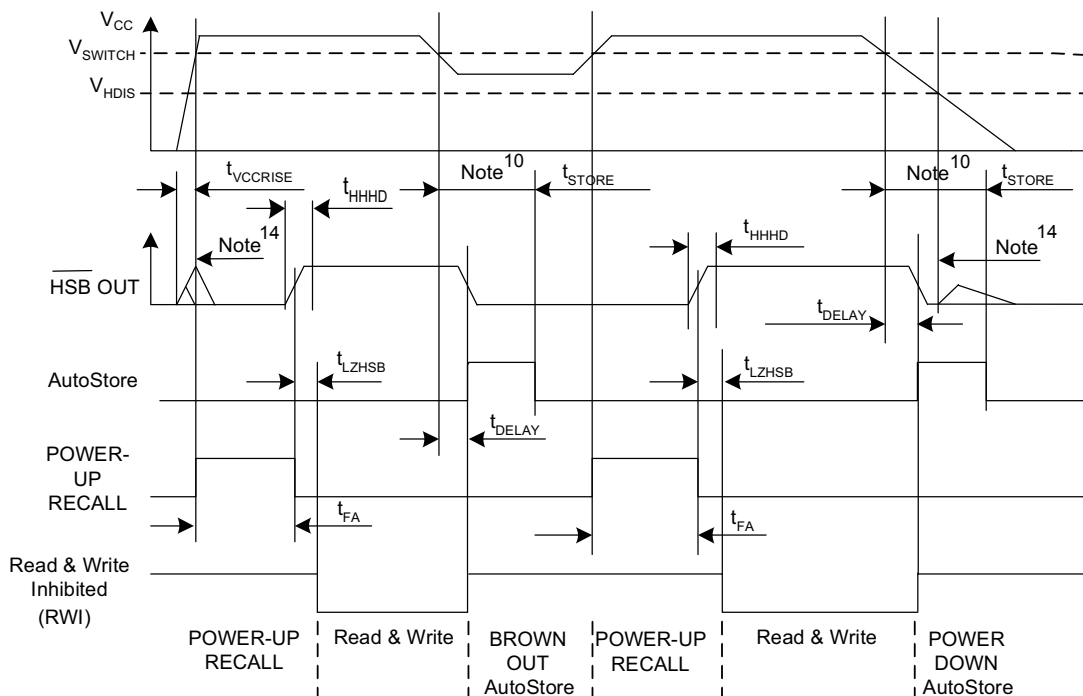 VCC
VSWITCH
VHDIS
tVCCRISE
tHHHD
Note10
tSTORE
Note10
tSTORE
Note14
tHHHD
Note14
HSB OUT
tDELAY
tLZHSB
tLZHSB
AutoStore
tDELAY
POWER-
UP
RECALL
tFA
tFA
Read & Write
Inhibited
(RWI)
POWER-UP
RECALL
Read & Write
BROWN
OUT
AutoStore
POWER-UP
RECALL
Read & Write
POWER
DOWN
AutoStore